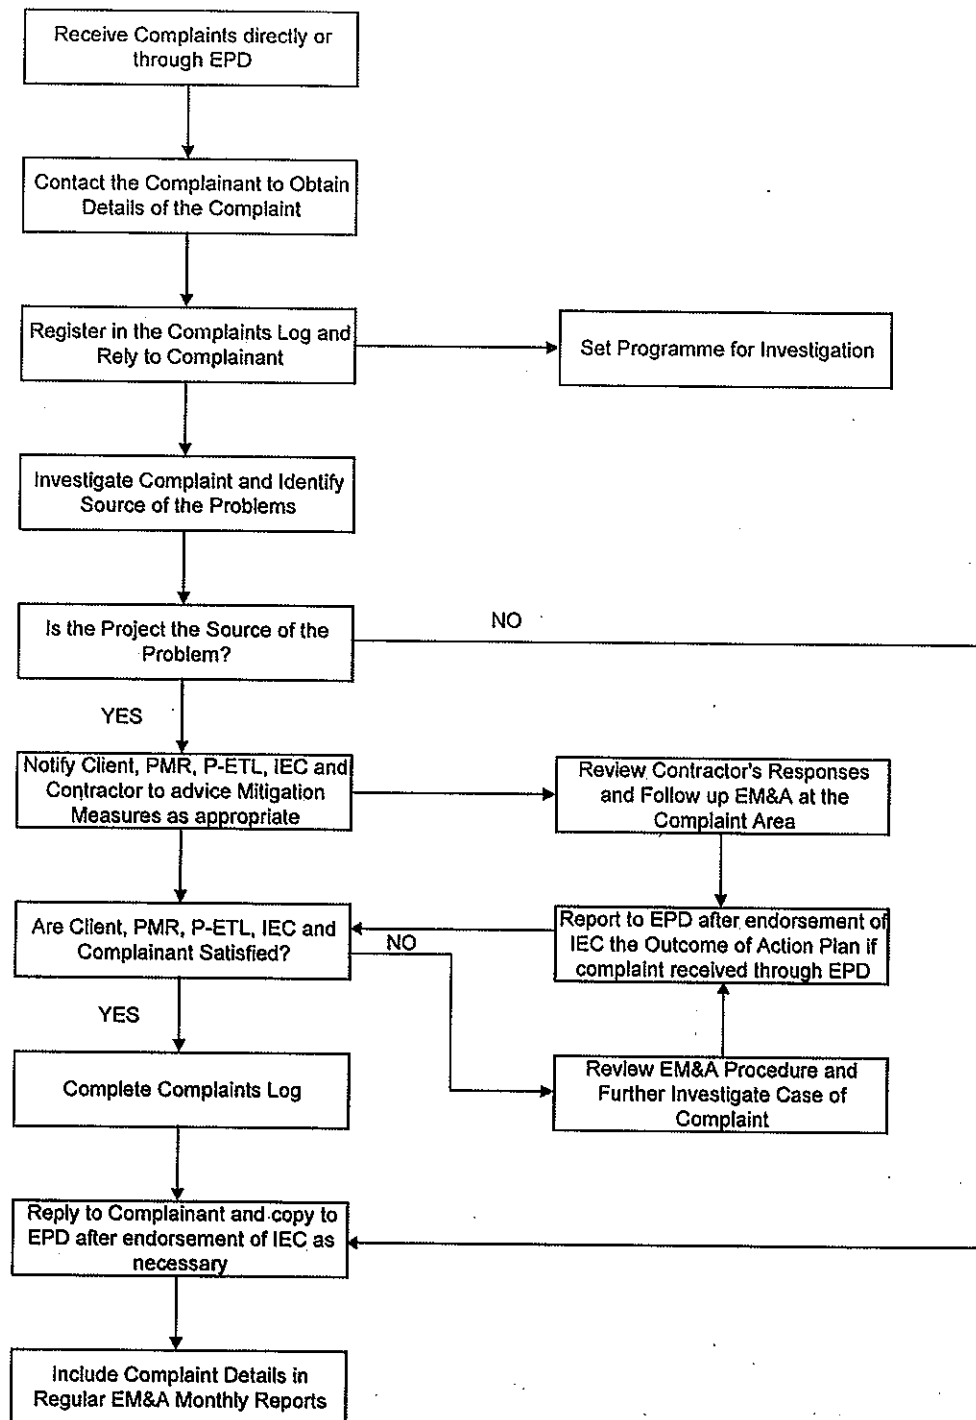 Receive Complaints directly or
through EPD
Contact the Complainant to Obtain
Details of the Complaint
Register in the Complaints Log and
Rely to Complainant
Set Programme for Investigation
Investigate Complaint and Identify
Source of the Problems
Is the Project the Source of the
Problem?
NO
YES
Notify Client, PMR, P-ETL, IEC and
Contractor to advice Mitigation
Measures as appropriate
Review Contractor's Responses
and Follow up EM&A at the
Complaint Area
Are Client, PMR, P-ETL, IEC and
Complainant Satisfied?
NO
Report to EPD after endorsement of
IEC the Outcome of Action Plan if
complaint received through EPD
YES
Complete Complaints Log
Review EM&A Procedure and
Further Investigate Case of
Complaint
Reply to Complainant and copy to
EPD after endorsement of IEC as
necessary
Include Complaint Details in
Regular EM&A Monthly Reports